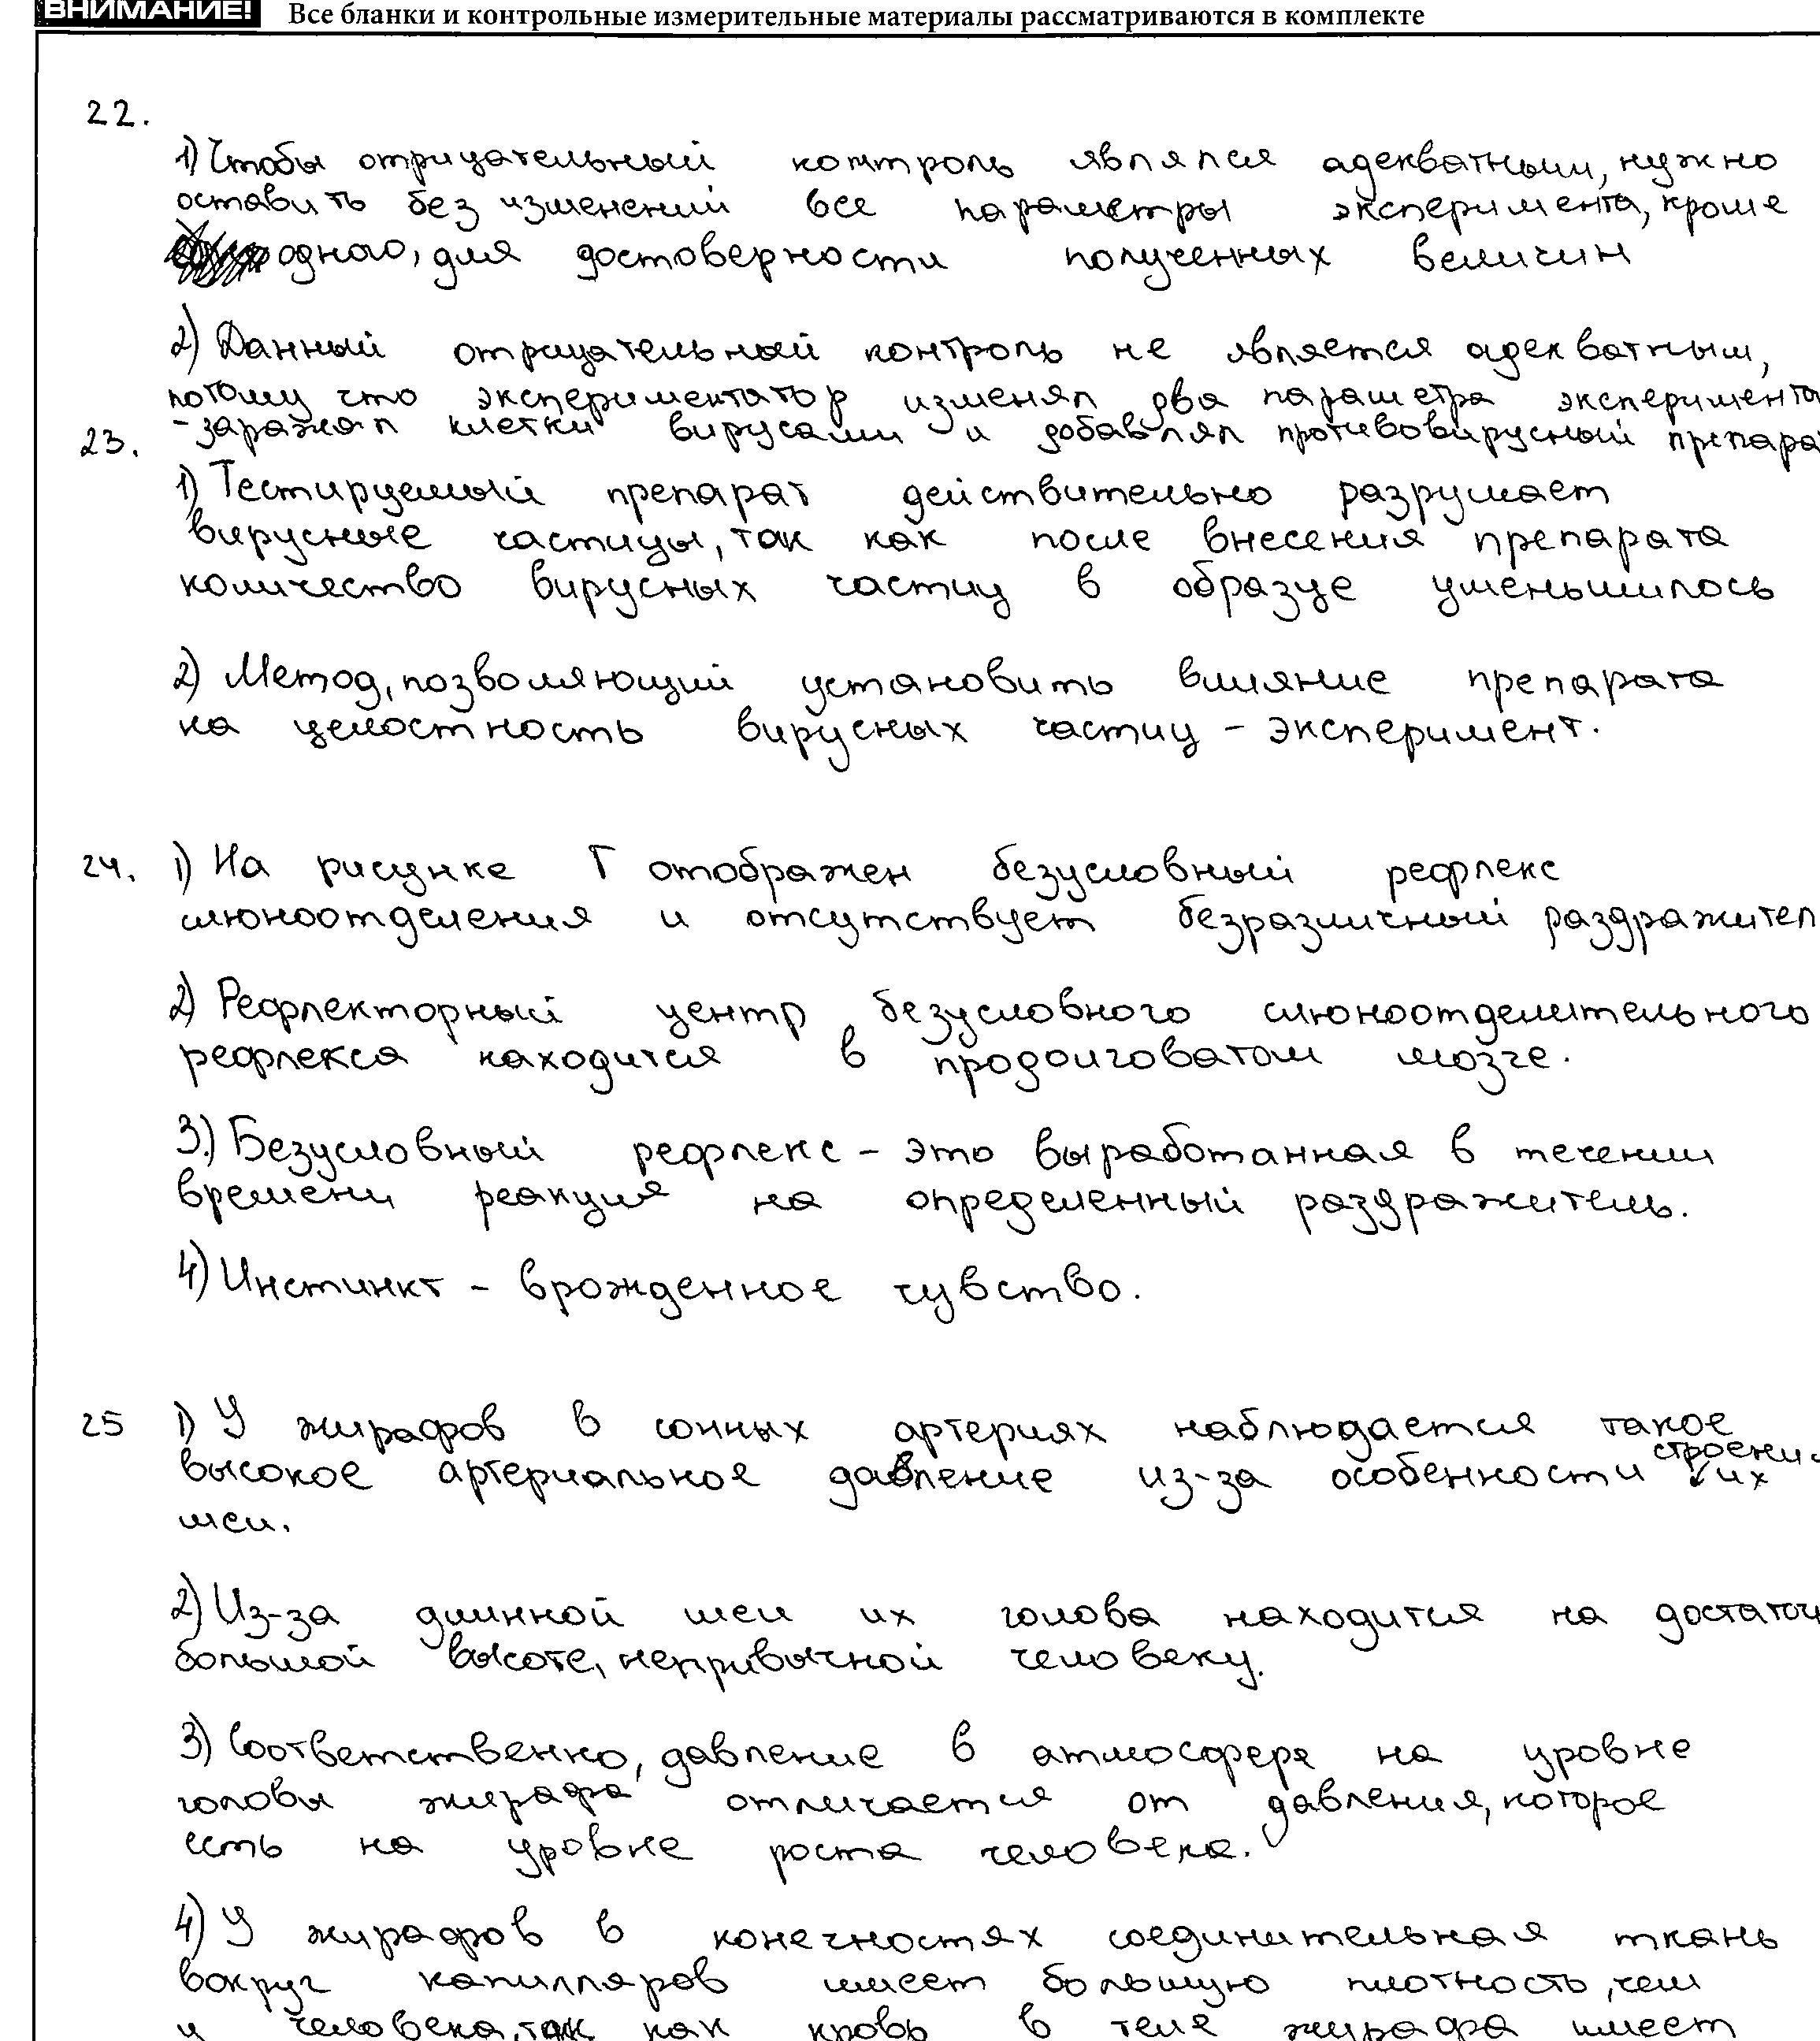 ВНИМАНИЕ! Все бланки и контрольные измерительные материалы рассматриваются в комплекте
22.
1) Чтобы отрицательный контроль являлся адекватным, нужно
оставить без изменений все параметры эксперимента, кроме
одного, для достоверности полученных величин
2) Данный отрицательный контроль не является адекватным,
потому что экспериментатор изменял два параметра эксперимента
- заражал клетки вирусами и добавлял противовирусный препарат
23.
1) Тестируемый препарат действительно разрушает
вирусные частицы, так как после внесения препарата
количество вирусных частиц в образце уменьшилось
2) Метод, позволяющий установить влияние препарата
на целостность вирусных частиц - эксперимент.
24. 1) На рисунке Г отображен безусловный рефлекс
слюноотделения и отсутствует безразличный раздражител
2) Рефлекторный центр безусловного слюноотделительного
рефлекса находится в продолговатом мозге.
3.) Безусловный рефлекс - это выработанная в течении
времени реакция на определенный раздражитель.
4) Инстинкт - врожденное чувство.
25 1) У жирафов в сонных артериях наблюдается такое
высокое артериальное давление из-за особенности строени их
шеи.
2) Из-за длинной шеи их голова находится на достаточ
большой высоте, непривычной человеку.
3) Соответственно, давление в атмосфере на уровне
головы жирафа отличается от давления, которое
есть на уровне роста человека.
4) У жирафов в конечностях соединительная ткань
вокруг капилляров имеет большую плотность, чем
у человека, так как кровь в теле жирафа имеет